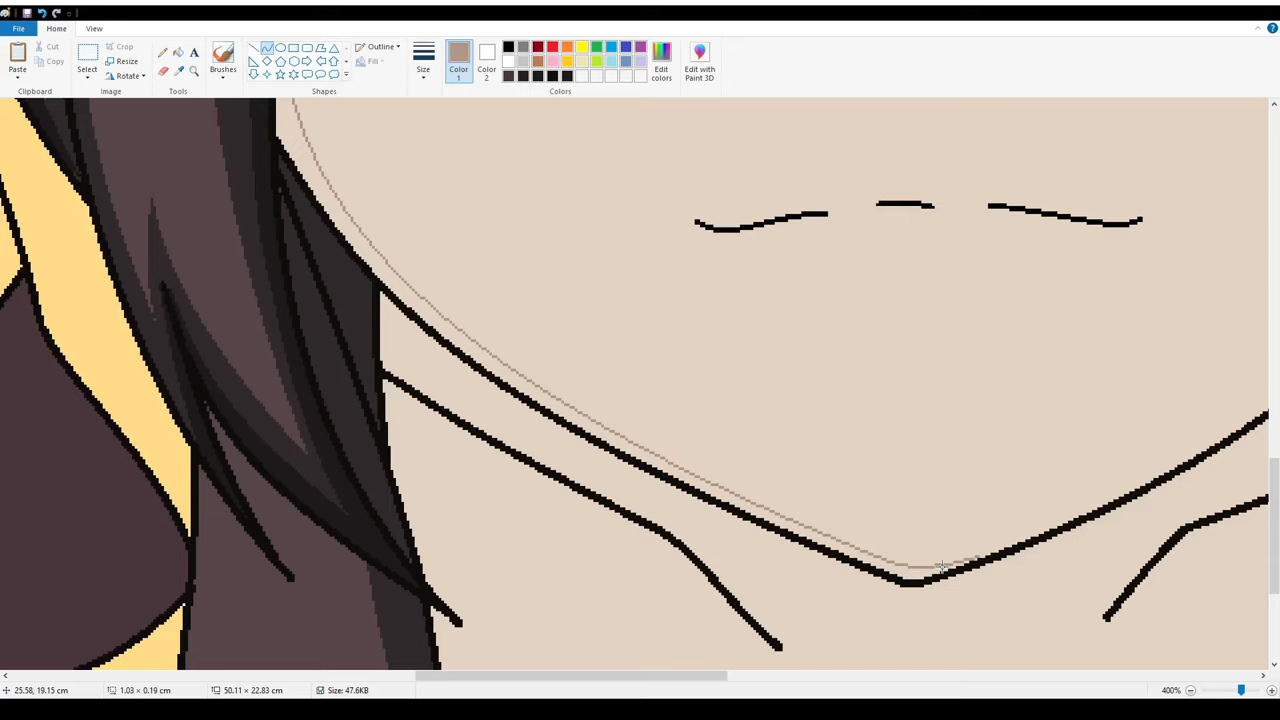 File Home View
Paste
Cut
Copy
Clipboard
Select
Crop
Resize
Rotate
Image
A
Tools
Brushes
Outline
Fill
Shapes
Size
Color 1
Color 2
Edit colors
Colors
Edit with Paint 3D
25.58, 19.15 cm 1.03 × 0.19 cm 50.11 × 22.83 cm Size: 47.6KB 400%